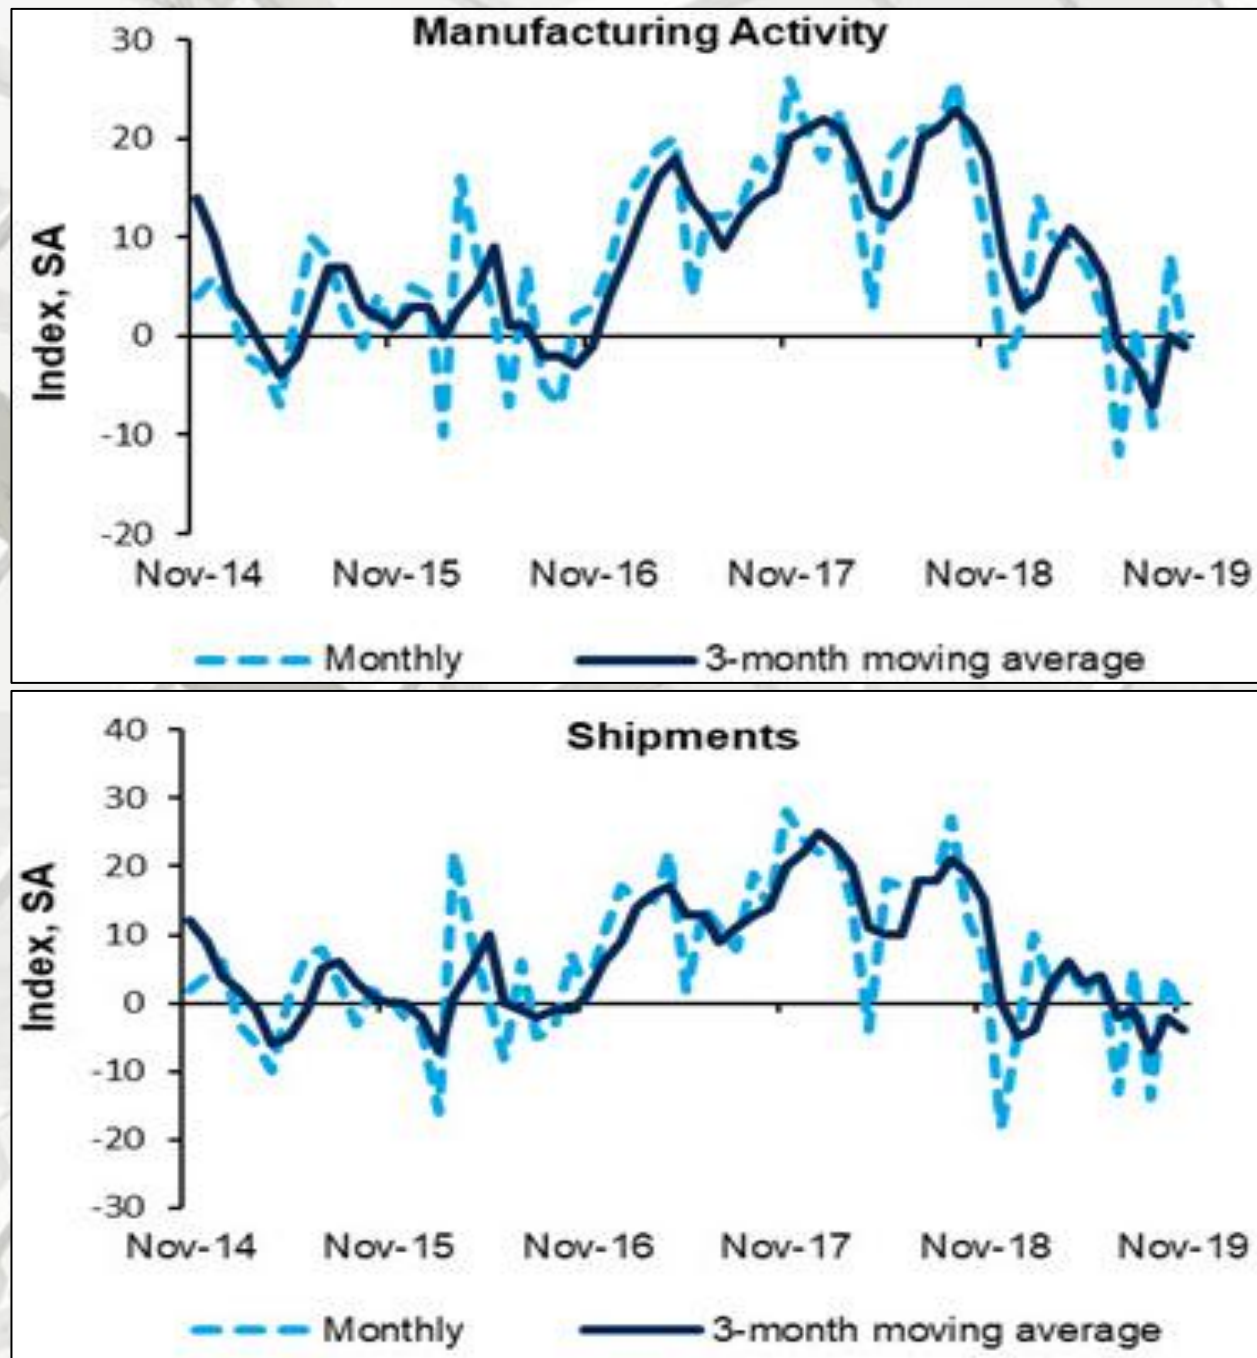 Manufacturing Activity
30
20
10
0
-10
-20
Index, SA
Nov-14 Nov-15 Nov-16 Nov-17 Nov-18 Nov-19
Monthly 3-month moving average
Shipments
40
30
20
10
0
-10
-20
-30
Index, SA
Nov-14 Nov-15 Nov-16 Nov-17 Nov-18 Nov-19
Monthly 3-month moving average